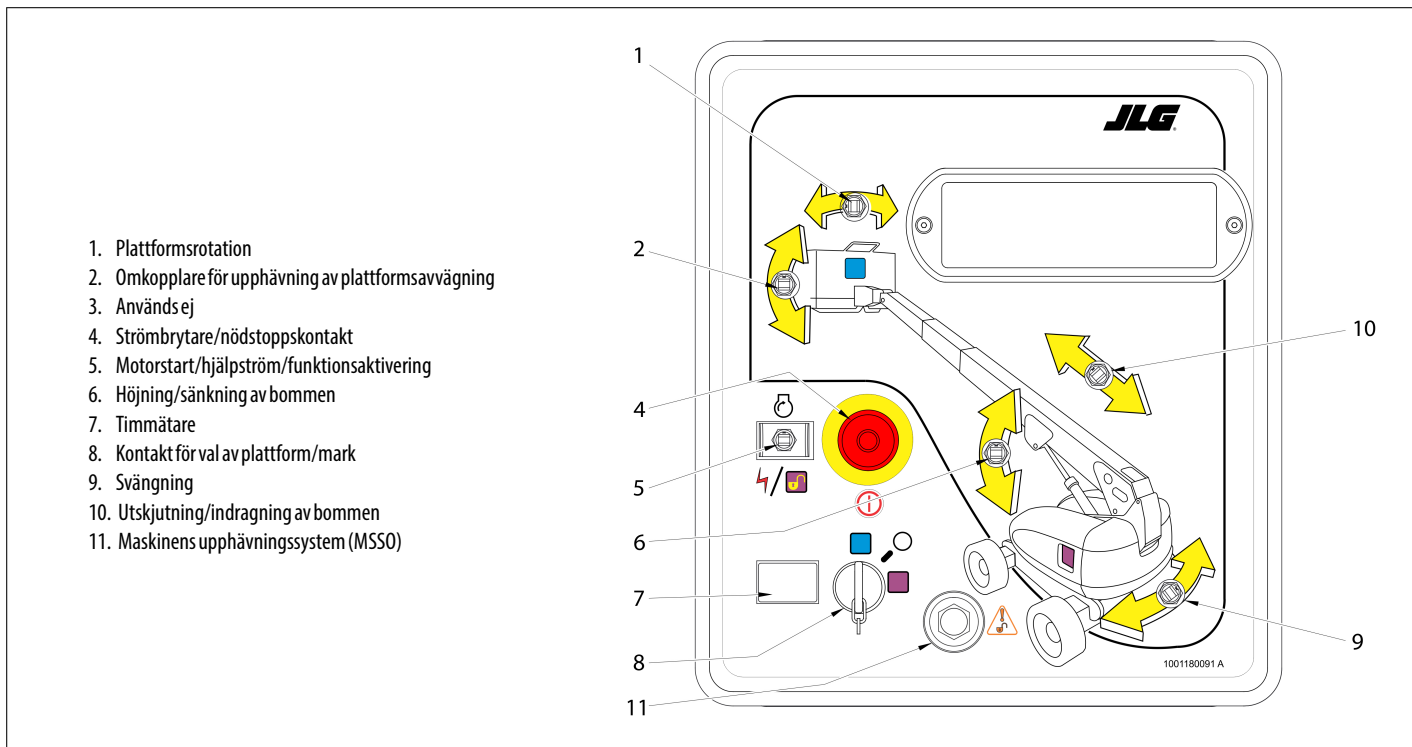 1. Plattformsrotation
2. Omkopplare för upphävning av plattformsavvägning
3. Används ej
4. Strömbrytare/nödstoppskontakt
5. Motorstart/hjälpström/funktionsaktivering
6. Höjning/sänkning av bommen
7. Timmätare
8. Kontakt för val av plattform/mark
9. Svängning
10. Utskjutning/indragning av bommen
11. Maskinens upphävningssystem (MSSO)
1
JLG
2
10
4
5
6
7
8
9
11
1001180091 A